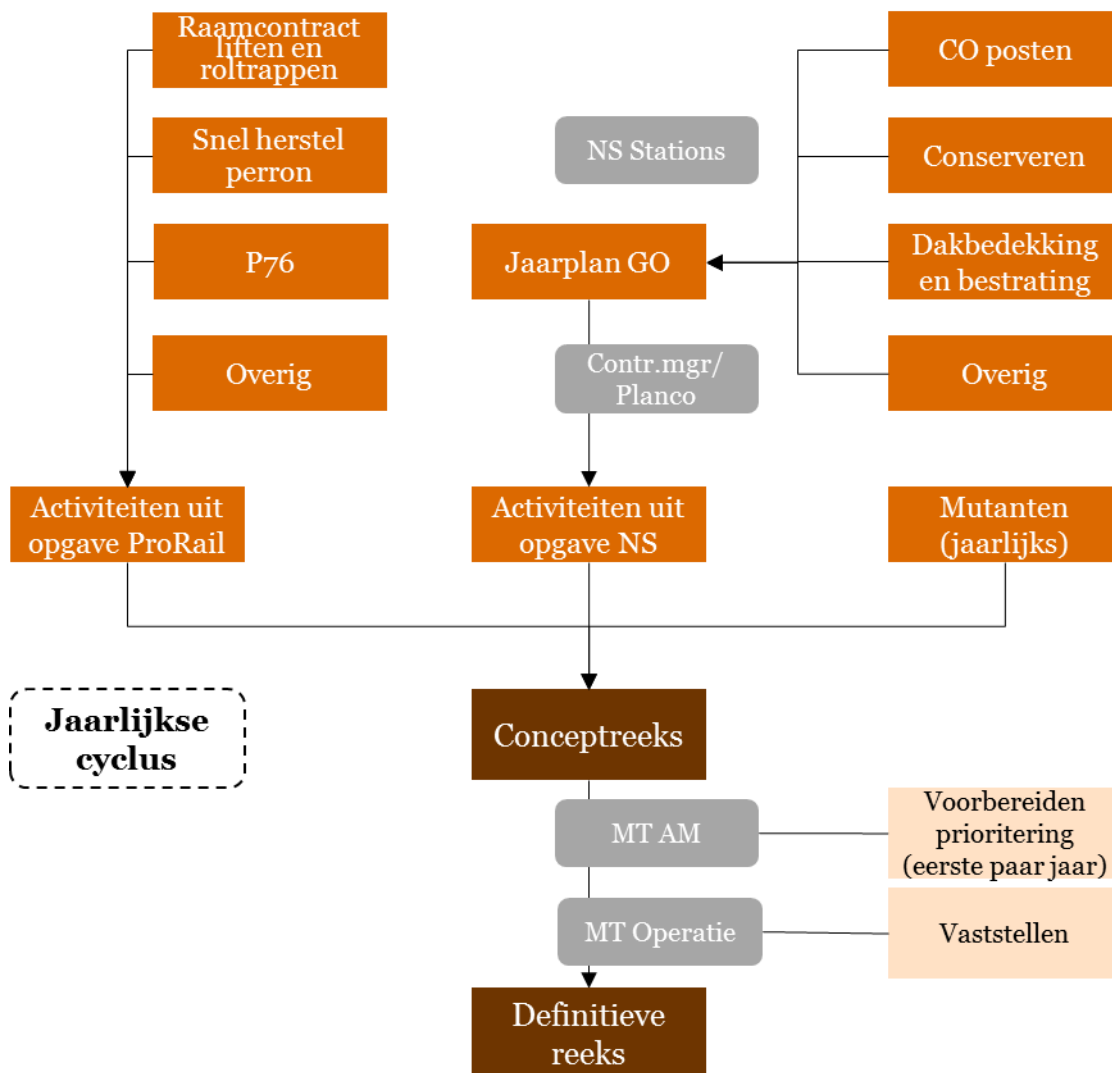 Raamcontract
liften en
roltrappen
Snel herstel
perron
P76
Overig
Activiteiten uit
opgave ProRail
NS Stations
Jaarplan GO
Contr.mgr/
Planco
Activiteiten uit
opgave NS
CO posten
Conserveren
Dakbedekking
en bestrating
Overig
Mutanten
(jaarlijks)
Jaarlijkse
cyclus
Conceptreeks
MT AM
Voorbereiden
prioritering
(eerste paar jaar)
MT Operatie
Vaststellen
Definitieve
reeks